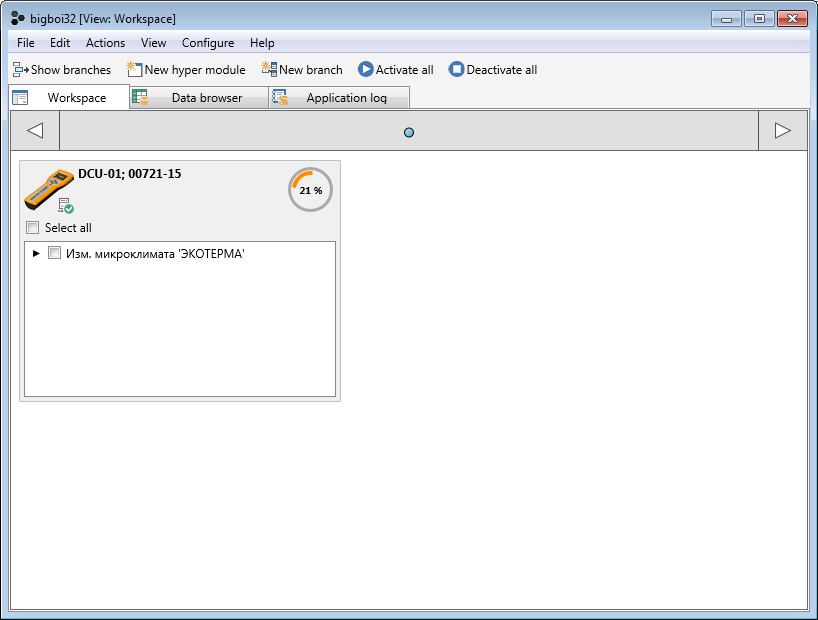 bigboi32 [View: Workspace]
File Edit Actions View Configure Help
Show branches New hyper module New branch Activate all Deactivate all
Workspace Data browser Application log
DCU-01; 00721-15
21 %
Select all
Изм. микроклимата 'ЭКОТЕРМА'